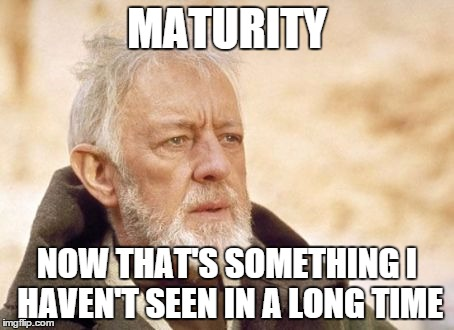 MATURITY
NOW THAT'S SOMETHING I
HAVEN'T SEEN IN A LONG TIME
imgflip.com